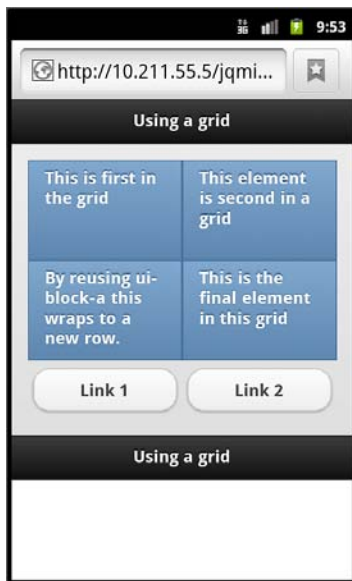 3G 9:53
http://10.211.55.5/jqmi...
Using a grid
This is first in
the grid
This element
is second in a
grid
By reusing ui-
block-a this
wraps to a
new row.
This is the
final element
in this grid
Link 1
Link 2
Using a grid